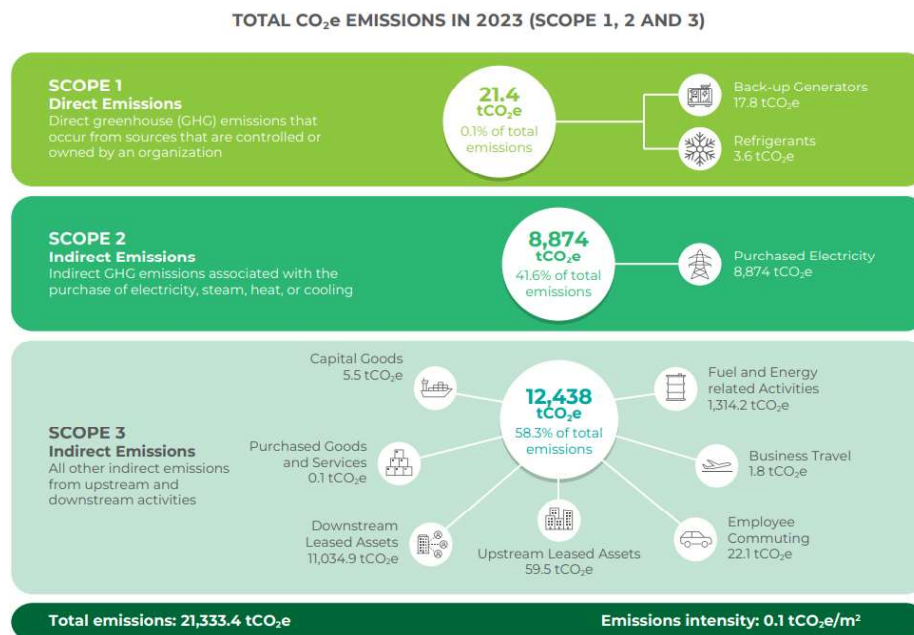 TOTAL CO₂e EMISSIONS IN 2023 (SCOPE 1, 2 AND 3)
SCOPE 1
Direct Emissions
Direct greenhouse (GHG) emissions that
occur from sources that are controlled or
owned by an organization
21.4
tCO₂e
0.1% of total
emissions
Back-up Generators
17.8 tCO₂e
Refrigerants
3.6 tCO₂e
SCOPE 2
Indirect Emissions
Indirect GHG emissions associated with the
purchase of electricity, steam, heat, or cooling
8,874
tCO₂e
41.6% of total
emissions
Purchased Electricity
8,874 tCO₂e
SCOPE 3
Indirect Emissions
All other indirect emissions
from upstream and
downstream activities
Capital Goods
5.5 tCO₂e
Purchased Goods
and Services
0.1 tCO₂e
Downstream
Leased Assets
11,034.9 tCO₂e
12,438
tCO₂e
58.3% of total
emissions
Upstream Leased Assets
59.5 tCO₂e
Fuel and Energy
related Activities
1,314.2 tCO₂e
Business Travel
1.8 tCO₂e
Employee
Commuting
22.1 tCO₂e
Total emissions: 21,333.4 tCO₂e
Emissions intensity: 0.1 tCO₂e/m²